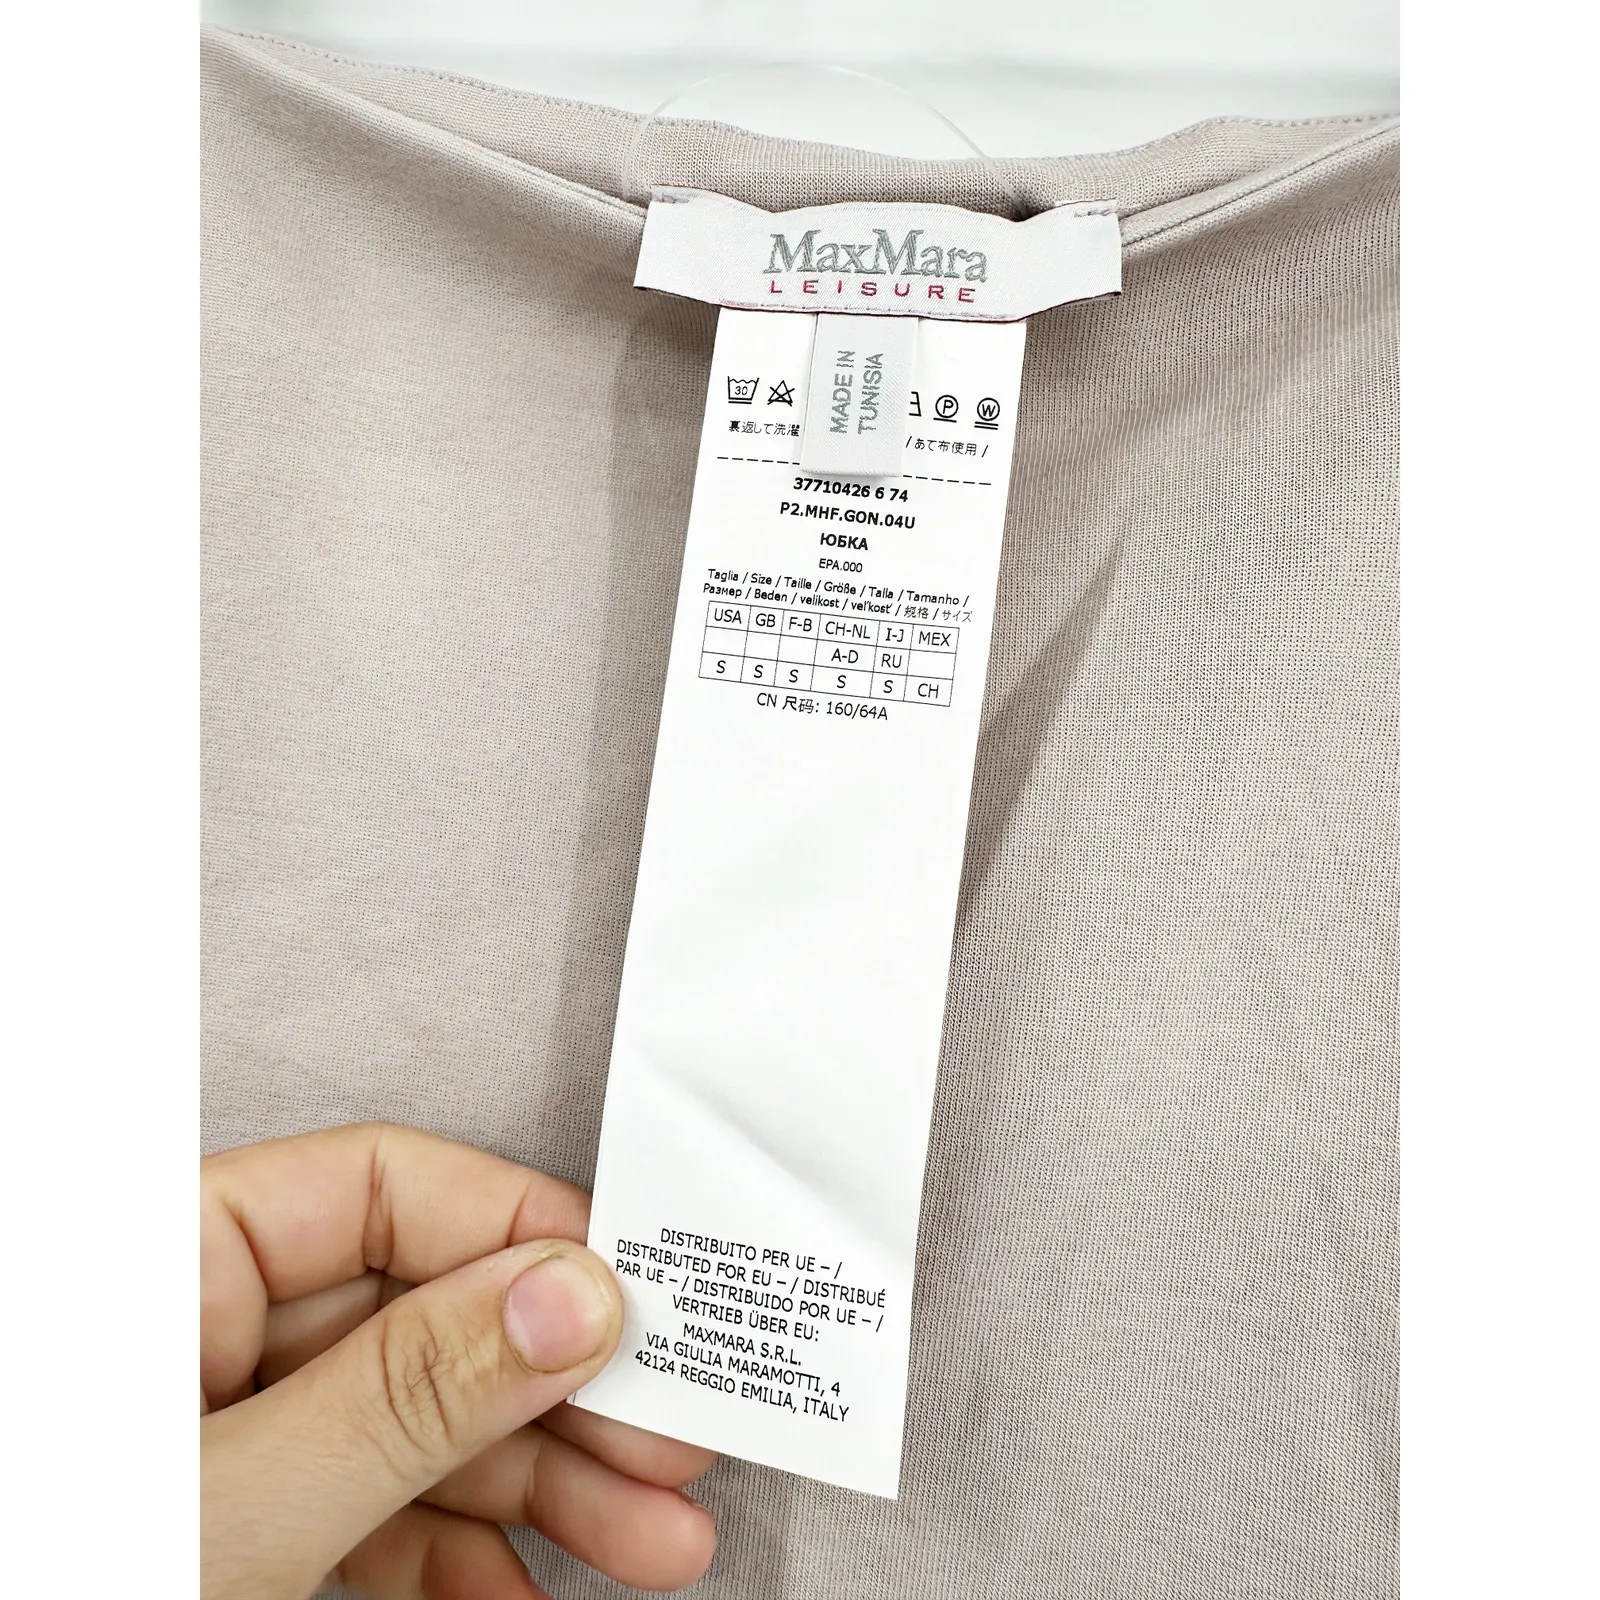 MaxMara
LEISURE
MADE IN
TUNISIA
30
P
W
裏返して洗濯
/ あて布使用 /
37710426 6 74
P2.MHF.GON.04U
ЮБКА
EPA.000
Taglia / Size / Taille / Größe / Talla / Tamanho /
Размер / Beden / velikost / veľkosť / 规格 / サイズ
USA GB F-B CH-NL I-J MEX
A-D RU
S S S S S CH
CN 尺码: 160/64A
DISTRIBUITO PER UE – /
DISTRIBUTED FOR EU – / DISTRIBUÉ
PAR UE – / DISTRIBUIDO POR UE – /
VERTRIEB ÜBER EU:
MAXMARA S.R.L.
VIA GIULIA MARAMOTTI, 4
42124 REGGIO EMILIA, ITALY